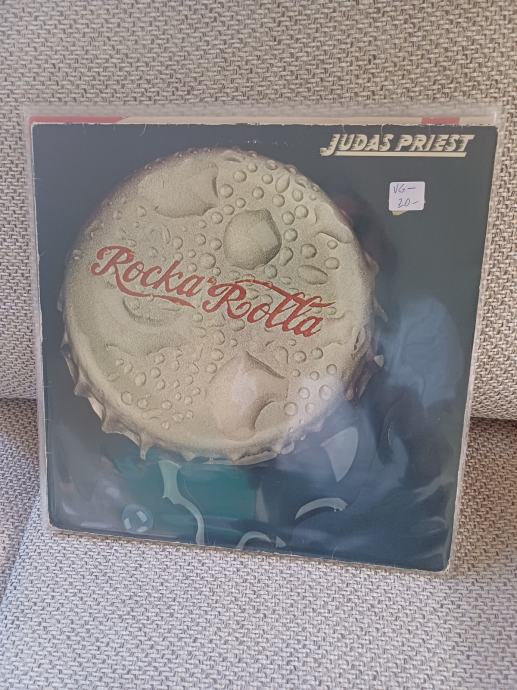 JUDAS PRIEST
VG-
20.-
Rocka Rolla